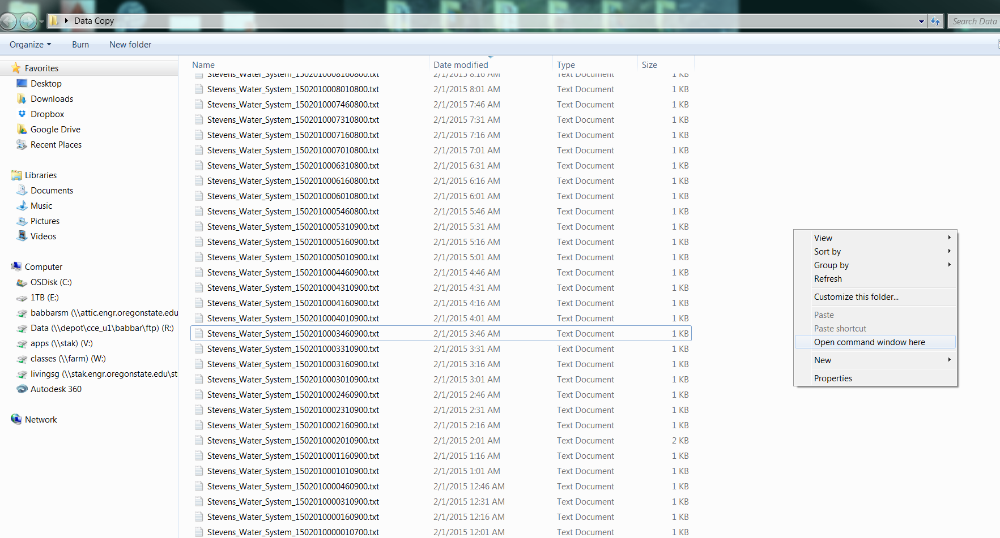 Data Copy
Search Data
Organize
Burn
New folder
Favorites
Desktop
Downloads
Dropbox
Google Drive
Recent Places
Libraries
Documents
Music
Pictures
Videos
Computer
OSDisk (C:)
1TB (E:)
babbarsm (\\attic.engr.oregonstate.edu
Data (\\depot\cce_u1\babbar\ftp) (R:)
apps (\\stak) (V:)
classes (\\farm) (W:)
livingsg (\\stak.engr.oregonstate.edu\st
Autodesk 360
Network
Name Date modified Type Size
Stevens_Water_System_1502010008160800.txt 2/1/2015 8:16 AM Text Document 1 KB
Stevens_Water_System_1502010008010800.txt 2/1/2015 8:01 AM Text Document 1 KB
Stevens_Water_System_1502010007460800.txt 2/1/2015 7:46 AM Text Document 1 KB
Stevens_Water_System_1502010007310800.txt 2/1/2015 7:31 AM Text Document 1 KB
Stevens_Water_System_1502010007160800.txt 2/1/2015 7:16 AM Text Document 1 KB
Stevens_Water_System_1502010007010800.txt 2/1/2015 7:01 AM Text Document 1 KB
Stevens_Water_System_1502010006310800.txt 2/1/2015 6:31 AM Text Document 1 KB
Stevens_Water_System_1502010006160800.txt 2/1/2015 6:16 AM Text Document 1 KB
Stevens_Water_System_1502010006010800.txt 2/1/2015 6:01 AM Text Document 1 KB
Stevens_Water_System_1502010005460800.txt 2/1/2015 5:46 AM Text Document 1 KB
Stevens_Water_System_1502010005310900.txt 2/1/2015 5:31 AM Text Document 1 KB
Stevens_Water_System_1502010005160900.txt 2/1/2015 5:16 AM Text Document 1 KB
Stevens_Water_System_1502010005010900.txt 2/1/2015 5:01 AM Text Document 1 KB
Stevens_Water_System_1502010004460900.txt 2/1/2015 4:46 AM Text Document 1 KB
Stevens_Water_System_1502010004310900.txt 2/1/2015 4:31 AM Text Document 1 KB
Stevens_Water_System_1502010004160900.txt 2/1/2015 4:16 AM Text Document 1 KB
Stevens_Water_System_1502010004010900.txt 2/1/2015 4:01 AM Text Document 1 KB
Stevens_Water_System_1502010003460900.txt 2/1/2015 3:46 AM Text Document 1 KB
Stevens_Water_System_1502010003310900.txt 2/1/2015 3:31 AM Text Document 1 KB
Stevens_Water_System_1502010003160900.txt 2/1/2015 3:16 AM Text Document 1 KB
Stevens_Water_System_1502010003010900.txt 2/1/2015 3:01 AM Text Document 1 KB
Stevens_Water_System_1502010002460900.txt 2/1/2015 2:46 AM Text Document 1 KB
Stevens_Water_System_1502010002310900.txt 2/1/2015 2:31 AM Text Document 1 KB
Stevens_Water_System_1502010002160900.txt 2/1/2015 2:16 AM Text Document 1 KB
Stevens_Water_System_1502010002010900.txt 2/1/2015 2:01 AM Text Document 2 KB
Stevens_Water_System_1502010001160900.txt 2/1/2015 1:16 AM Text Document 1 KB
Stevens_Water_System_1502010001010900.txt 2/1/2015 1:01 AM Text Document 1 KB
Stevens_Water_System_1502010000460900.txt 2/1/2015 12:46 AM Text Document 1 KB
Stevens_Water_System_1502010000310900.txt 2/1/2015 12:31 AM Text Document 1 KB
Stevens_Water_System_1502010000160900.txt 2/1/2015 12:16 AM Text Document 1 KB
Stevens_Water_System_1502010000010700.txt 2/1/2015 12:01 AM Text Document 1 KB
View
Sort by
Group by
Refresh
Customize this folder...
Paste
Paste shortcut
Open command window here
New
Properties